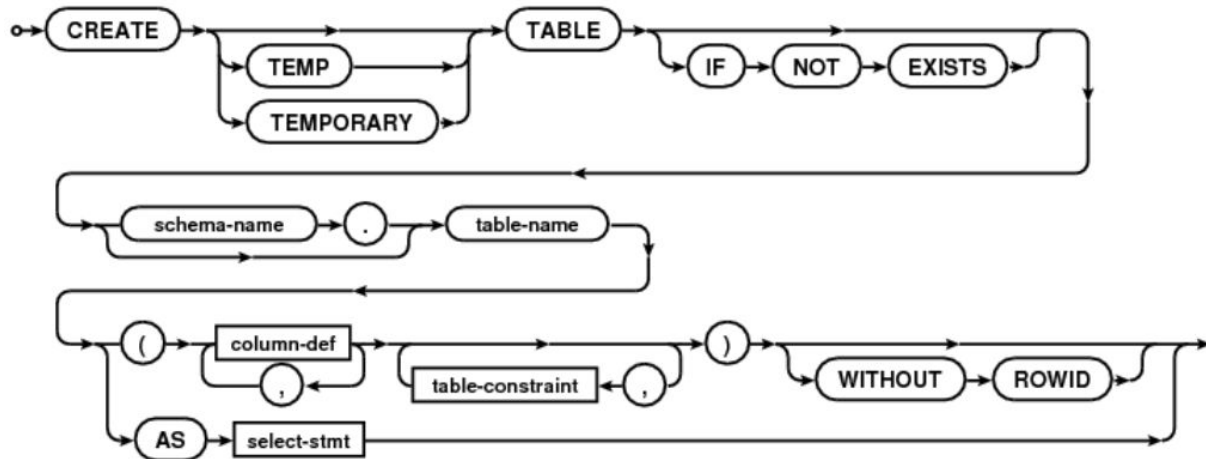 CREATE TABLE
TEMP IF NOT EXISTS
TEMPORARY
schema-name . table-name
( column-def )
, table-constraint , WITHOUT ROWID
AS select-stmt